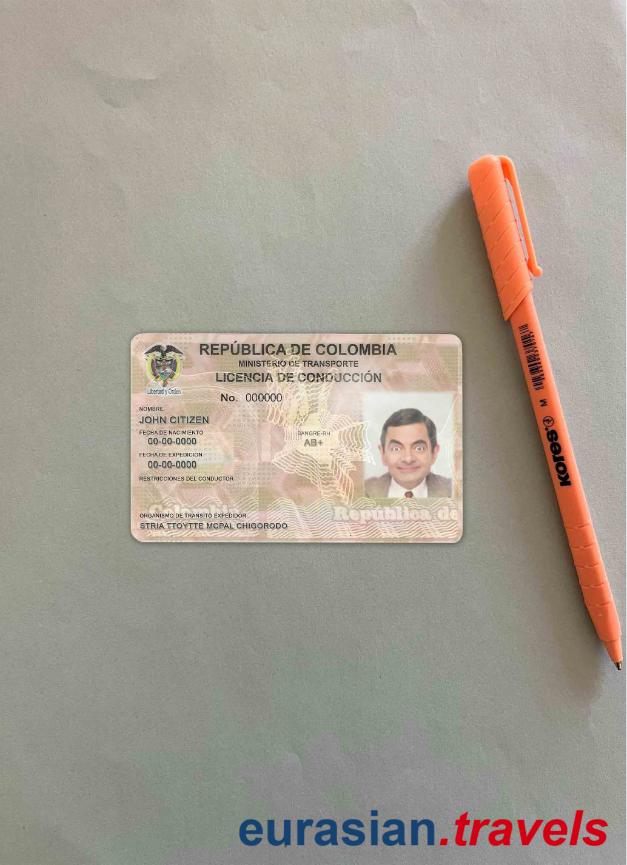 REPÚBLICA DE COLOMBIA
MINISTERIO DE TRANSPORTE
LICENCIA DE CONDUCCIÓN
Libertad y Orden
No. 000000
NOMBRE
JOHN CITIZEN
FECHA DE NACIMIENTO
00-00-0000
SANGRE-RH
AB+
FECHA DE EXPEDICION
00-00-0000
RESTRICCIONES DEL CONDUCTOR
República de
ORGANISMO DE TRANSITO EXPEDIDOR
STRIA TTOYTTE MCPAL CHIGORODO
M
Kores
eurasian.travels